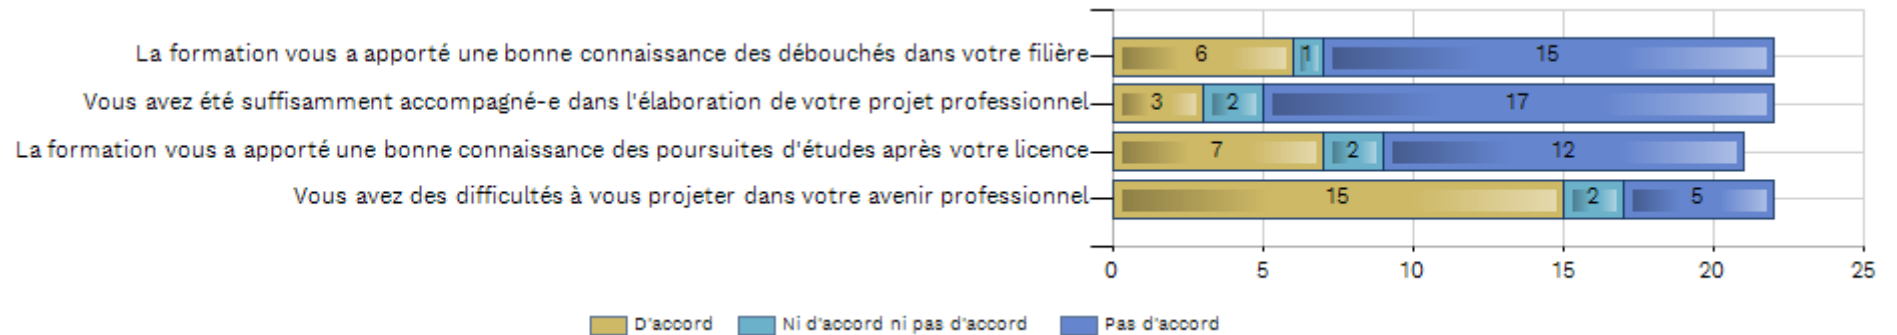 La formation vous a apporté une bonne connaissance des débouchés dans votre filière 6 1 15
Vous avez été suffisamment accompagné-e dans l'élaboration de votre projet professionnel 3 2 17
La formation vous a apporté une bonne connaissance des poursuites d'études après votre licence 7 2 12
Vous avez des difficultés à vous projeter dans votre avenir professionnel 15 2 5
0 5 10 15 20 25
D'accord Ni d'accord ni pas d'accord Pas d'accord